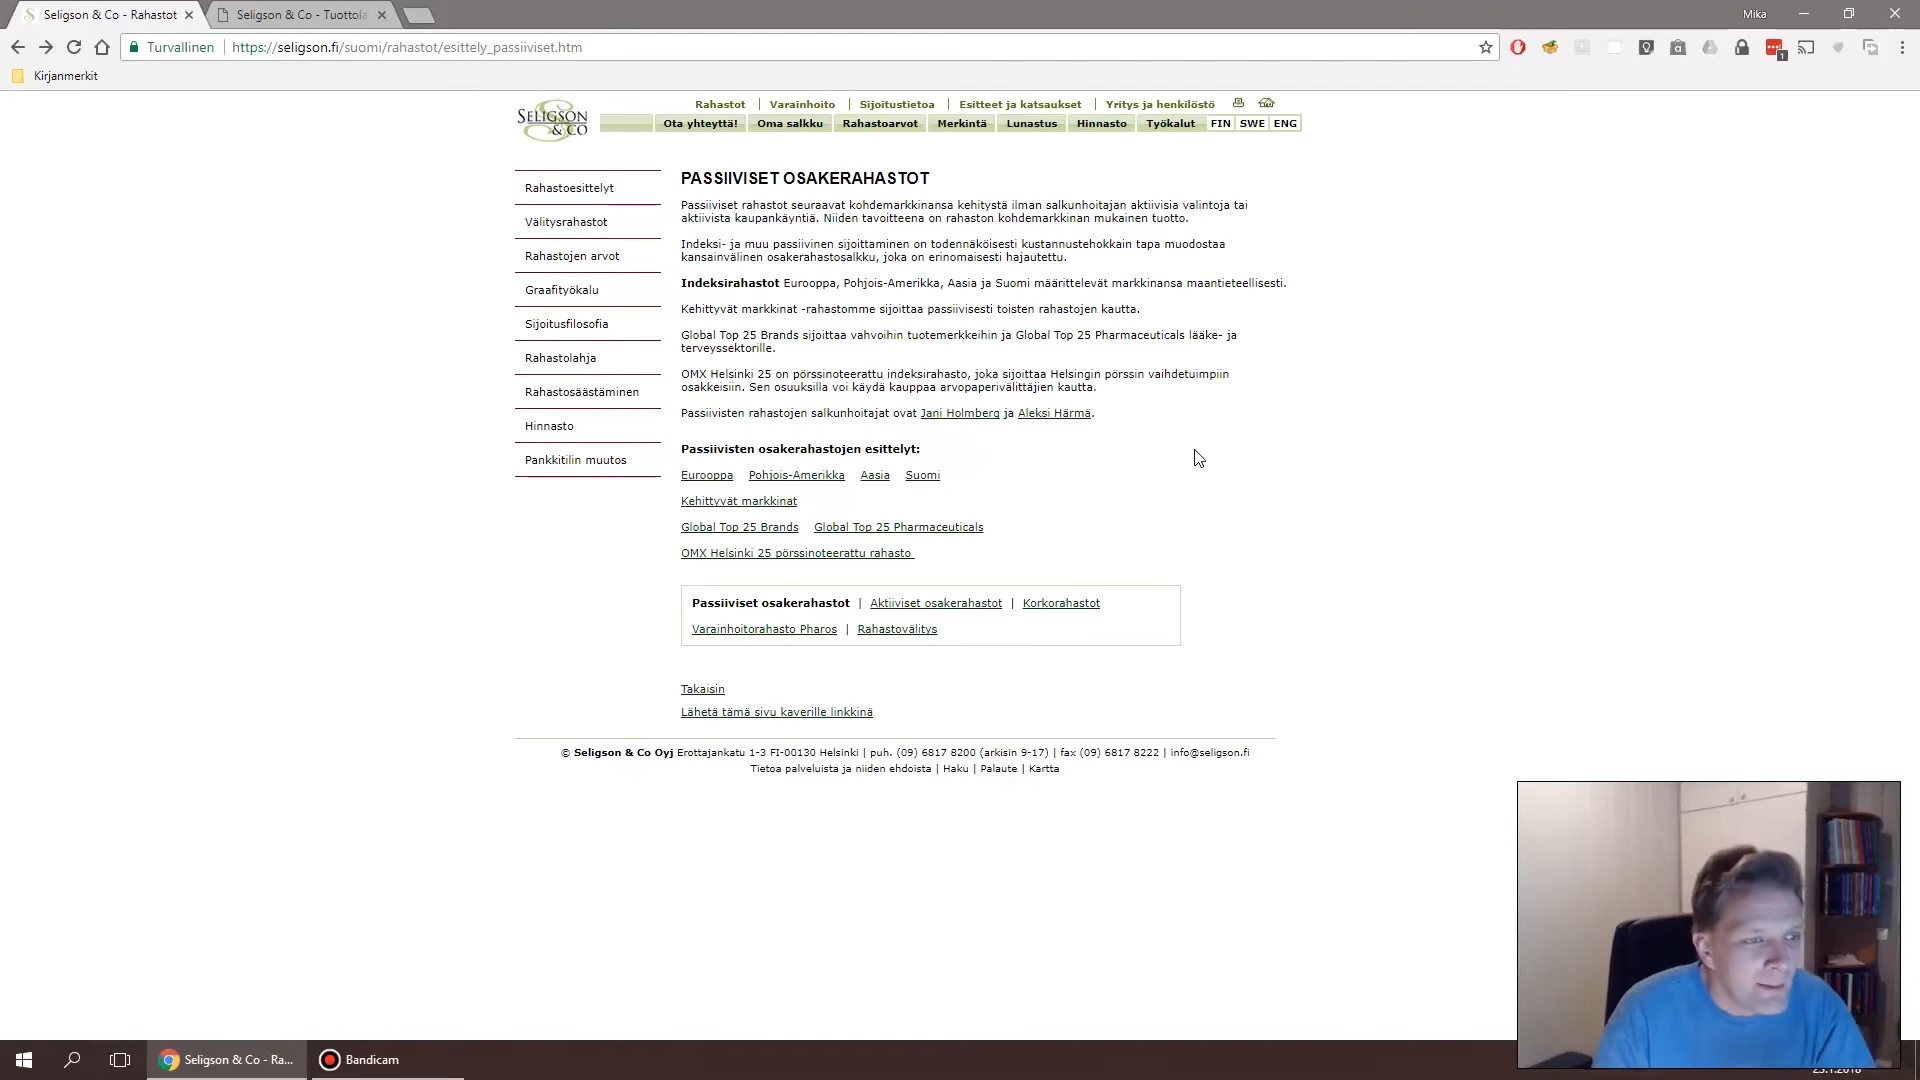 Seligson & Co - Rahastot
Seligson & Co - Tuottola
Mika
Turvallinen
https://seligson.fi/suomi/rahastot/esittely_passiiviset.htm
1
Kirjanmerkit
SELIGSON
&CO
Rahastot | Varainhoito | Sijoitustietoa | Esitteet ja katsaukset | Yritys ja henkilöstö
Ota yhteyttä! Oma salkku Rahastoarvot Merkintä Lunastus Hinnasto Työkalut FIN SWE ENG
Rahastoesittelyt
Välitysrahastot
Rahastojen arvot
Graafityökalu
Sijoitusfilosofia
Rahastolahja
Rahastosäästäminen
Hinnasto
Pankkitilin muutos
PASSIIVISET OSAKERAHASTOT
Passiiviset rahastot seuraavat kohdemarkkinansa kehitystä ilman salkunhoitajan aktiivisia valintoja tai
aktiivista kaupankäyntiä. Niiden tavoitteena on rahaston kohdemarkkinan mukainen tuotto.
Indeksi- ja muu passiivinen sijoittaminen on todennäköisesti kustannustehokkain tapa muodostaa
kansainvälinen osakerahastosalkku, joka on erinomaisesti hajautettu.
Indeksirahastot Eurooppa, Pohjois-Amerikka, Aasia ja Suomi määrittelevät markkinansa maantieteellisesti.
Kehittyvät markkinat -rahastomme sijoittaa passiivisesti toisten rahastojen kautta.
Global Top 25 Brands sijoittaa vahvoihin tuotemerkkeihin ja Global Top 25 Pharmaceuticals lääke- ja
terveyssektorille.
OMX Helsinki 25 on pörssinoteerattu indeksirahasto, joka sijoittaa Helsingin pörssin vaihdetuimpiin
osakkeisiin. Sen osuuksilla voi käydä kauppaa arvopaperivälittäjien kautta.
Passiivisten rahastojen salkunhoitajat ovat Jani Holmberg ja Aleksi Härmä.
Passiivisten osakerahastojen esittelyt:
Eurooppa Pohjois-Amerikka Aasia Suomi
Kehittyvät markkinat
Global Top 25 Brands Global Top 25 Pharmaceuticals
OMX Helsinki 25 pörssinoteerattu rahasto
Passiiviset osakerahastot | Aktiiviset osakerahastot | Korkorahastot
Varainhoitorahasto Pharos | Rahastovälitys
Takaisin
Lähetä tämä sivu kaverille linkkinä
© Seligson & Co Oyj Erottajankatu 1-3 FI-00130 Helsinki | puh. (09) 6817 8200 (arkisin 9-17) | fax (09) 6817 8222 | info@seligson.fi
Tietoa palveluista ja niiden ehdoista | Haku | Palaute | Kartta
Seligson & Co - Ra...
Bandicam